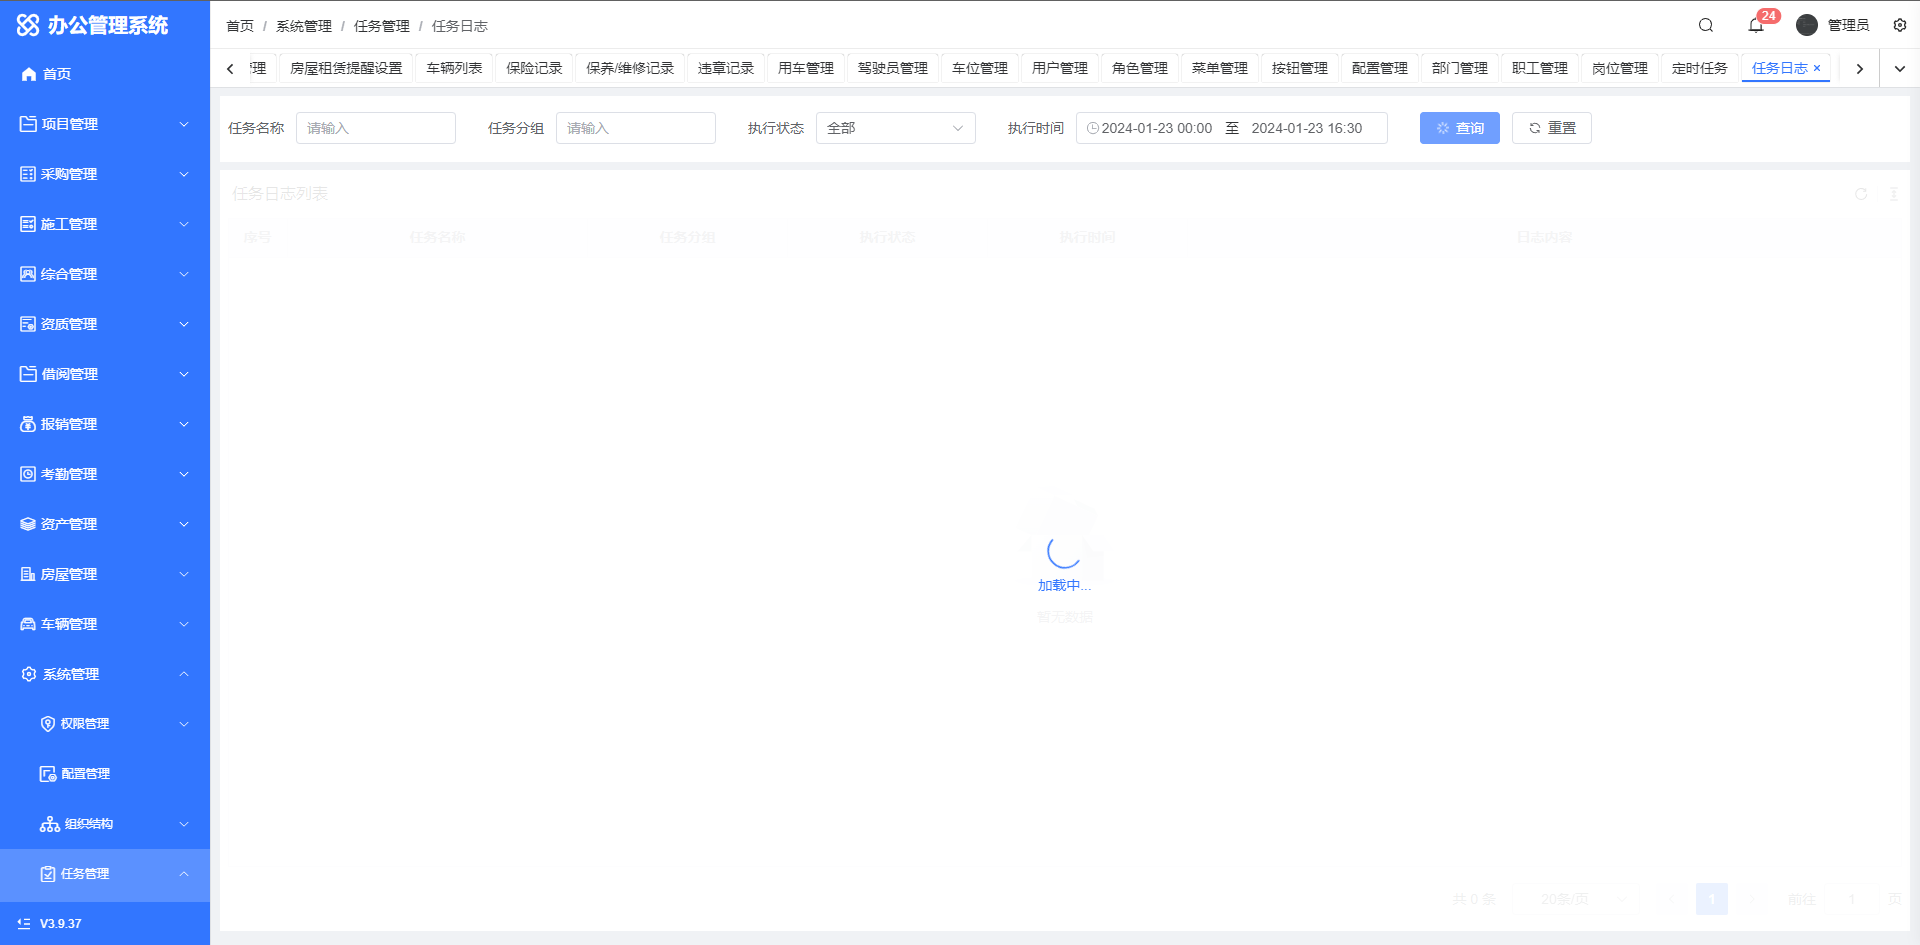 办公管理系统
首页 / 系统管理 / 任务管理 / 任务日志
24
管理员
房屋租赁提醒设置 车辆列表 保险记录 保养/维修记录 违章记录 用车管理 驾驶员管理 车位管理 用户管理 角色管理 菜单管理 按钮管理 配置管理 部门管理 职工管理 岗位管理 定时任务 任务日志 ×
任务名称 请输入 任务分组 请输入 执行状态 全部 执行时间 2024-01-23 00:00 至 2024-01-23 16:30 查询 重置
首页
项目管理
采购管理
施工管理
综合管理
资质管理
借阅管理
报销管理
考勤管理
资产管理
房屋管理
车辆管理
系统管理
权限管理
配置管理
组织结构
任务管理
V3.9.37
任务日志列表
序号 任务名称 任务分组 执行状态 执行时间 日志内容
加载中...
暂无数据
共 0 条 20条/页 1 前往 1 页